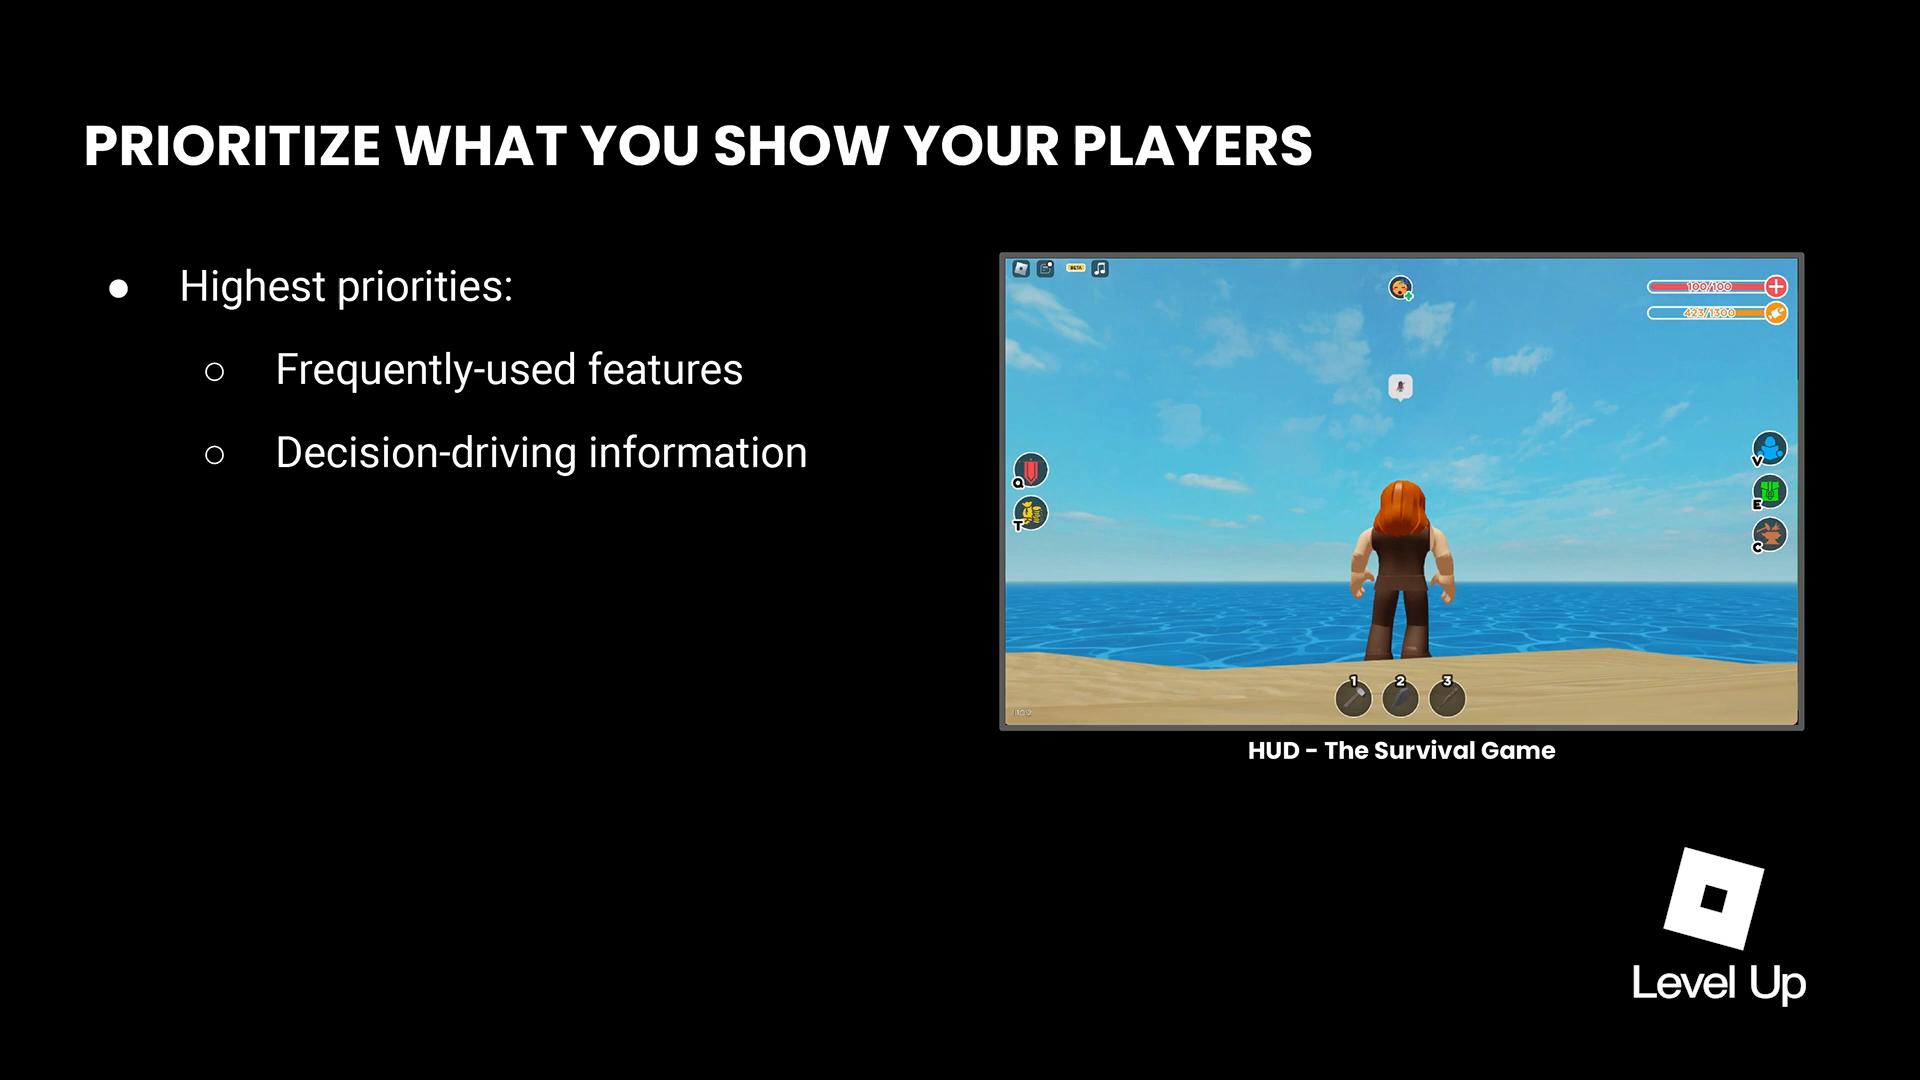 PRIORITIZE WHAT YOU SHOW YOUR PLAYERS
Highest priorities:
Frequently-used features
Decision-driving information
BETA
100/100
423/1300
Q
T
V
E
C
1 2 3
HUD - The Survival Game
Level Up